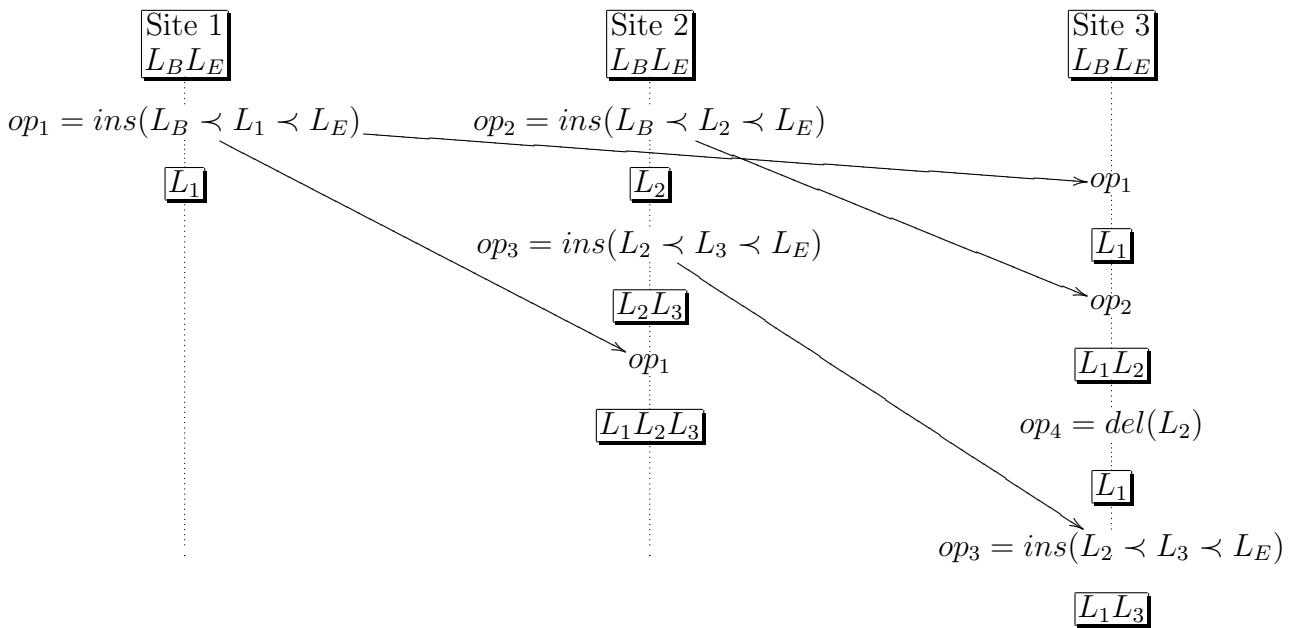 Site 1
L_B L_E
Site 2
L_B L_E
Site 3
L_B L_E
op_1 = ins(L_B ≺ L_1 ≺ L_E)
op_2 = ins(L_B ≺ L_2 ≺ L_E)
L_1
L_2
op_1
op_3 = ins(L_2 ≺ L_3 ≺ L_E)
L_1
L_2 L_3
op_2
op_1
L_1 L_2
L_1 L_2 L_3
op_4 = del(L_2)
L_1
op_3 = ins(L_2 ≺ L_3 ≺ L_E)
L_1 L_3